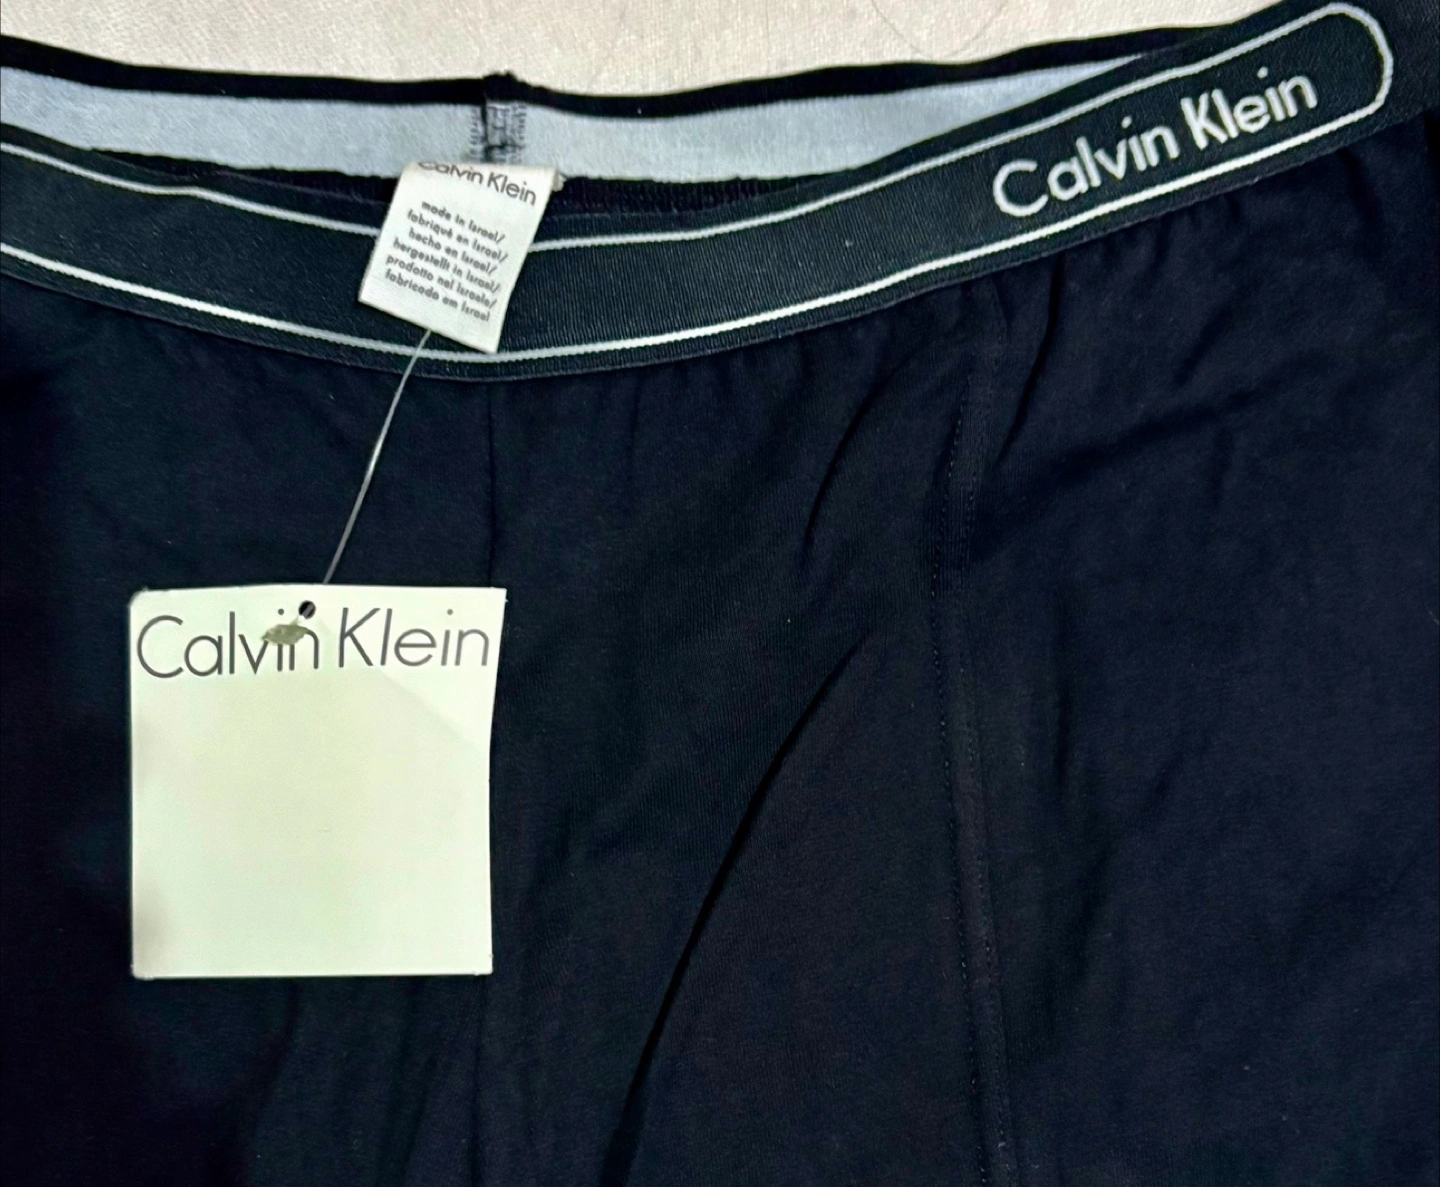 Calvin Klein
Calvin Klein
made in Israel/
fabriqué en Israel/
hecho en Israel/
hergestellt in Israel/
prodotto nel Israele/
fabricado em Israel
Calvin Klein